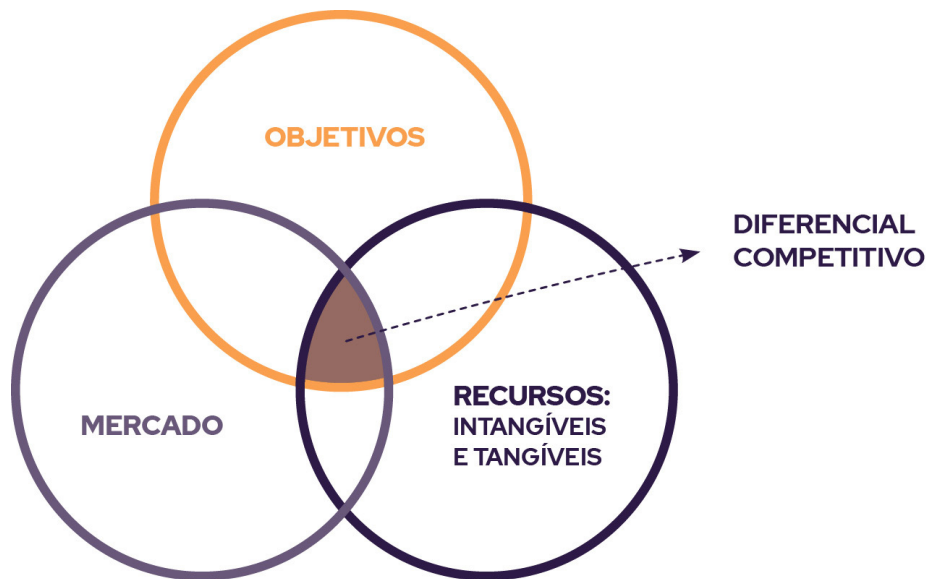 OBJETIVOS
DIFERENCIAL
COMPETITIVO
MERCADO
RECURSOS:
INTANGÍVEIS
E TANGÍVEIS